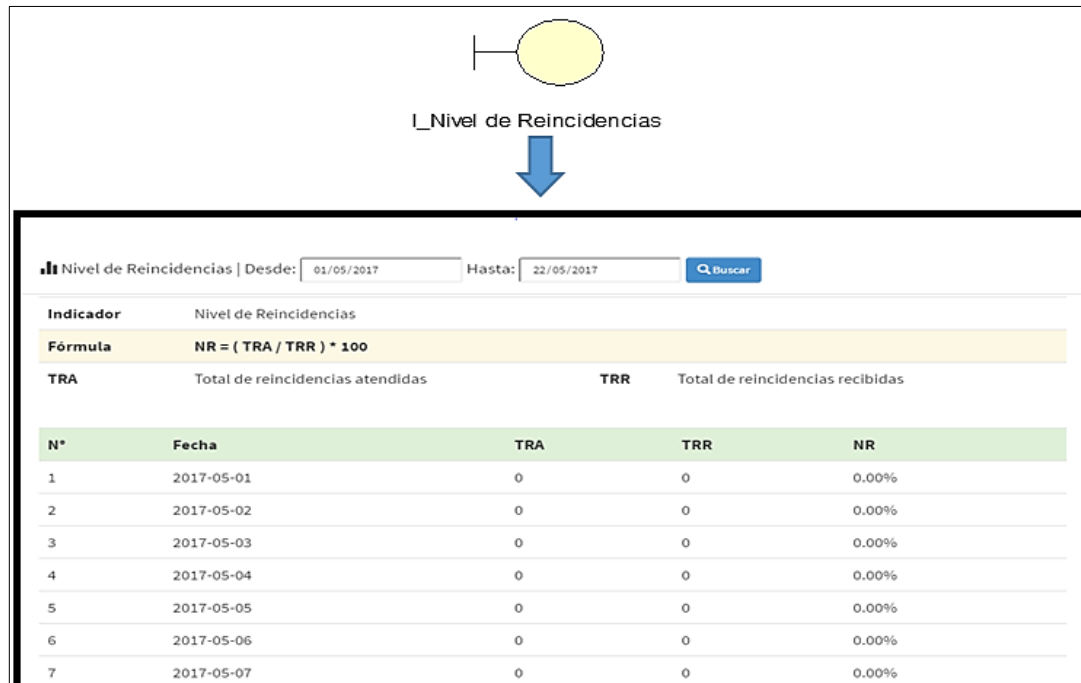 I_Nivel de Reincidencias
Nivel de Reincidencias | Desde: 01/05/2017 Hasta: 22/05/2017 Buscar
Indicador Nivel de Reincidencias
Fórmula NR = ( TRA / TRR ) * 100
TRA Total de reincidencias atendidas TRR Total de reincidencias recibidas
N° Fecha TRA TRR NR
1 2017-05-01 0 0 0.00%
2 2017-05-02 0 0 0.00%
3 2017-05-03 0 0 0.00%
4 2017-05-04 0 0 0.00%
5 2017-05-05 0 0 0.00%
6 2017-05-06 0 0 0.00%
7 2017-05-07 0 0 0.00%